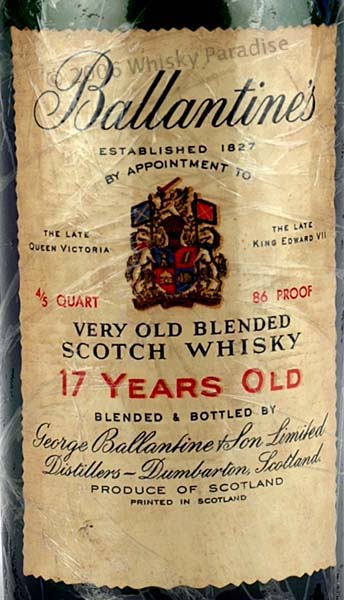 © 2006 Whisky Paradise
Ballantine's
ESTABLISHED 1827
BY APPOINTMENT TO
THE LATE
QUEEN VICTORIA
THE LATE
KING EDWARD VII
4/5 QUART
86 PROOF
VERY OLD BLENDED
SCOTCH WHISKY
17 YEARS OLD
BLENDED & BOTTLED BY
George Ballantine & Son Limited
Distillers - Dumbarton, Scotland.
PRODUCE OF SCOTLAND
PRINTED IN SCOTLAND